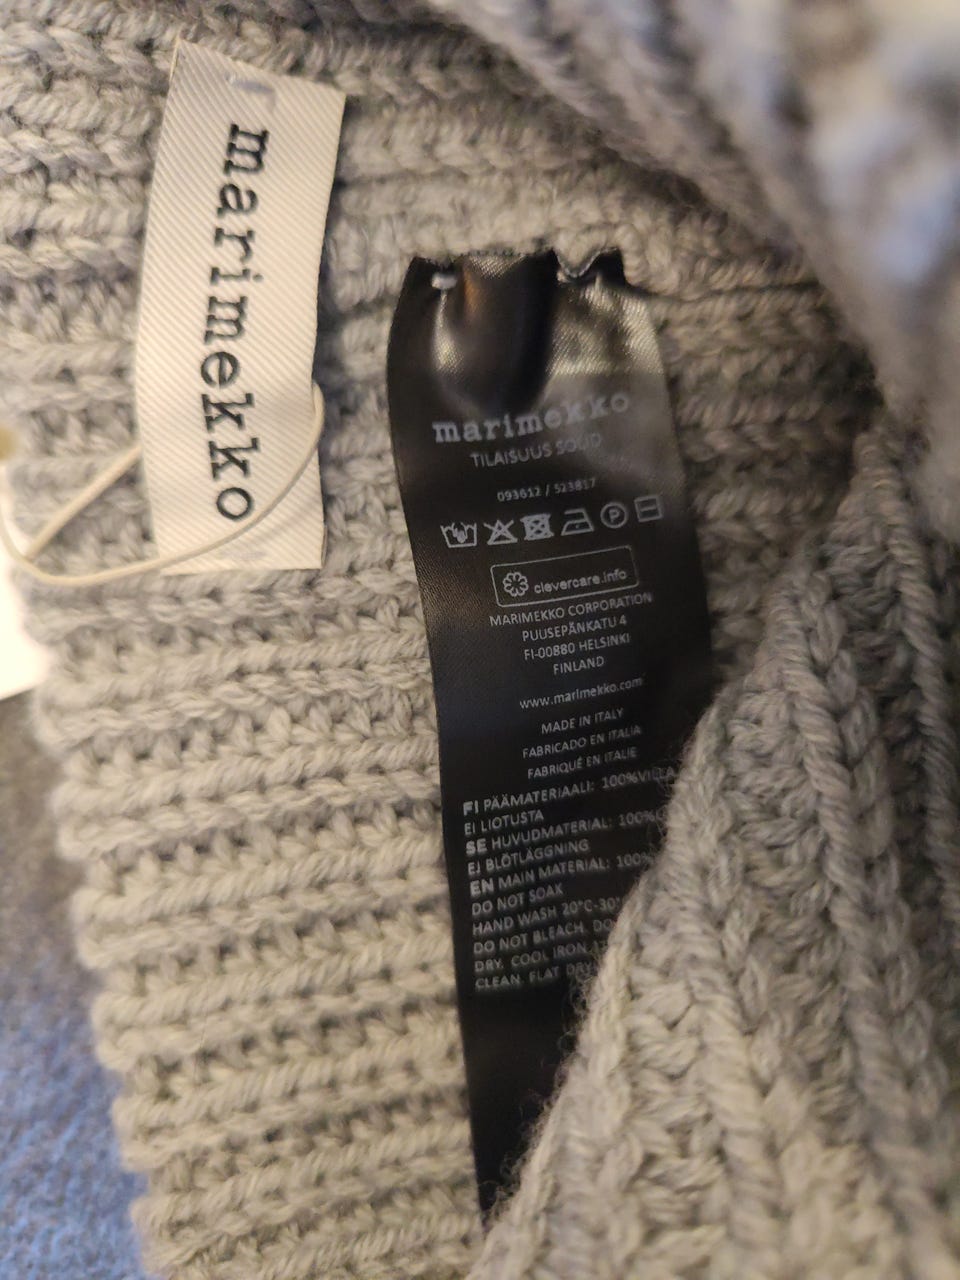 marimekko
marimekko
TILAISUUS SOLID
093612 / 523817
clevercare.info
MARIMEKKO CORPORATION
PUUSEPÄNKATU 4
FI-00880 HELSINKI
FINLAND
www.marimekko.com
MADE IN ITALY
FABRICADO EN ITALIA
FABRIQUÉ EN ITALIE
FI PÄÄMATERIAALI: 100%VILLA
EI LIOTUSTA
SE HUVUDMATERIAL: 100%
EJ BLÖTLÄGGNING
EN MAIN MATERIAL: 100%
DO NOT SOAK
HAND WASH 20°C-30°
DO NOT BLEACH. DO
DRY. COOL IRON
CLEAN. FLAT DRY